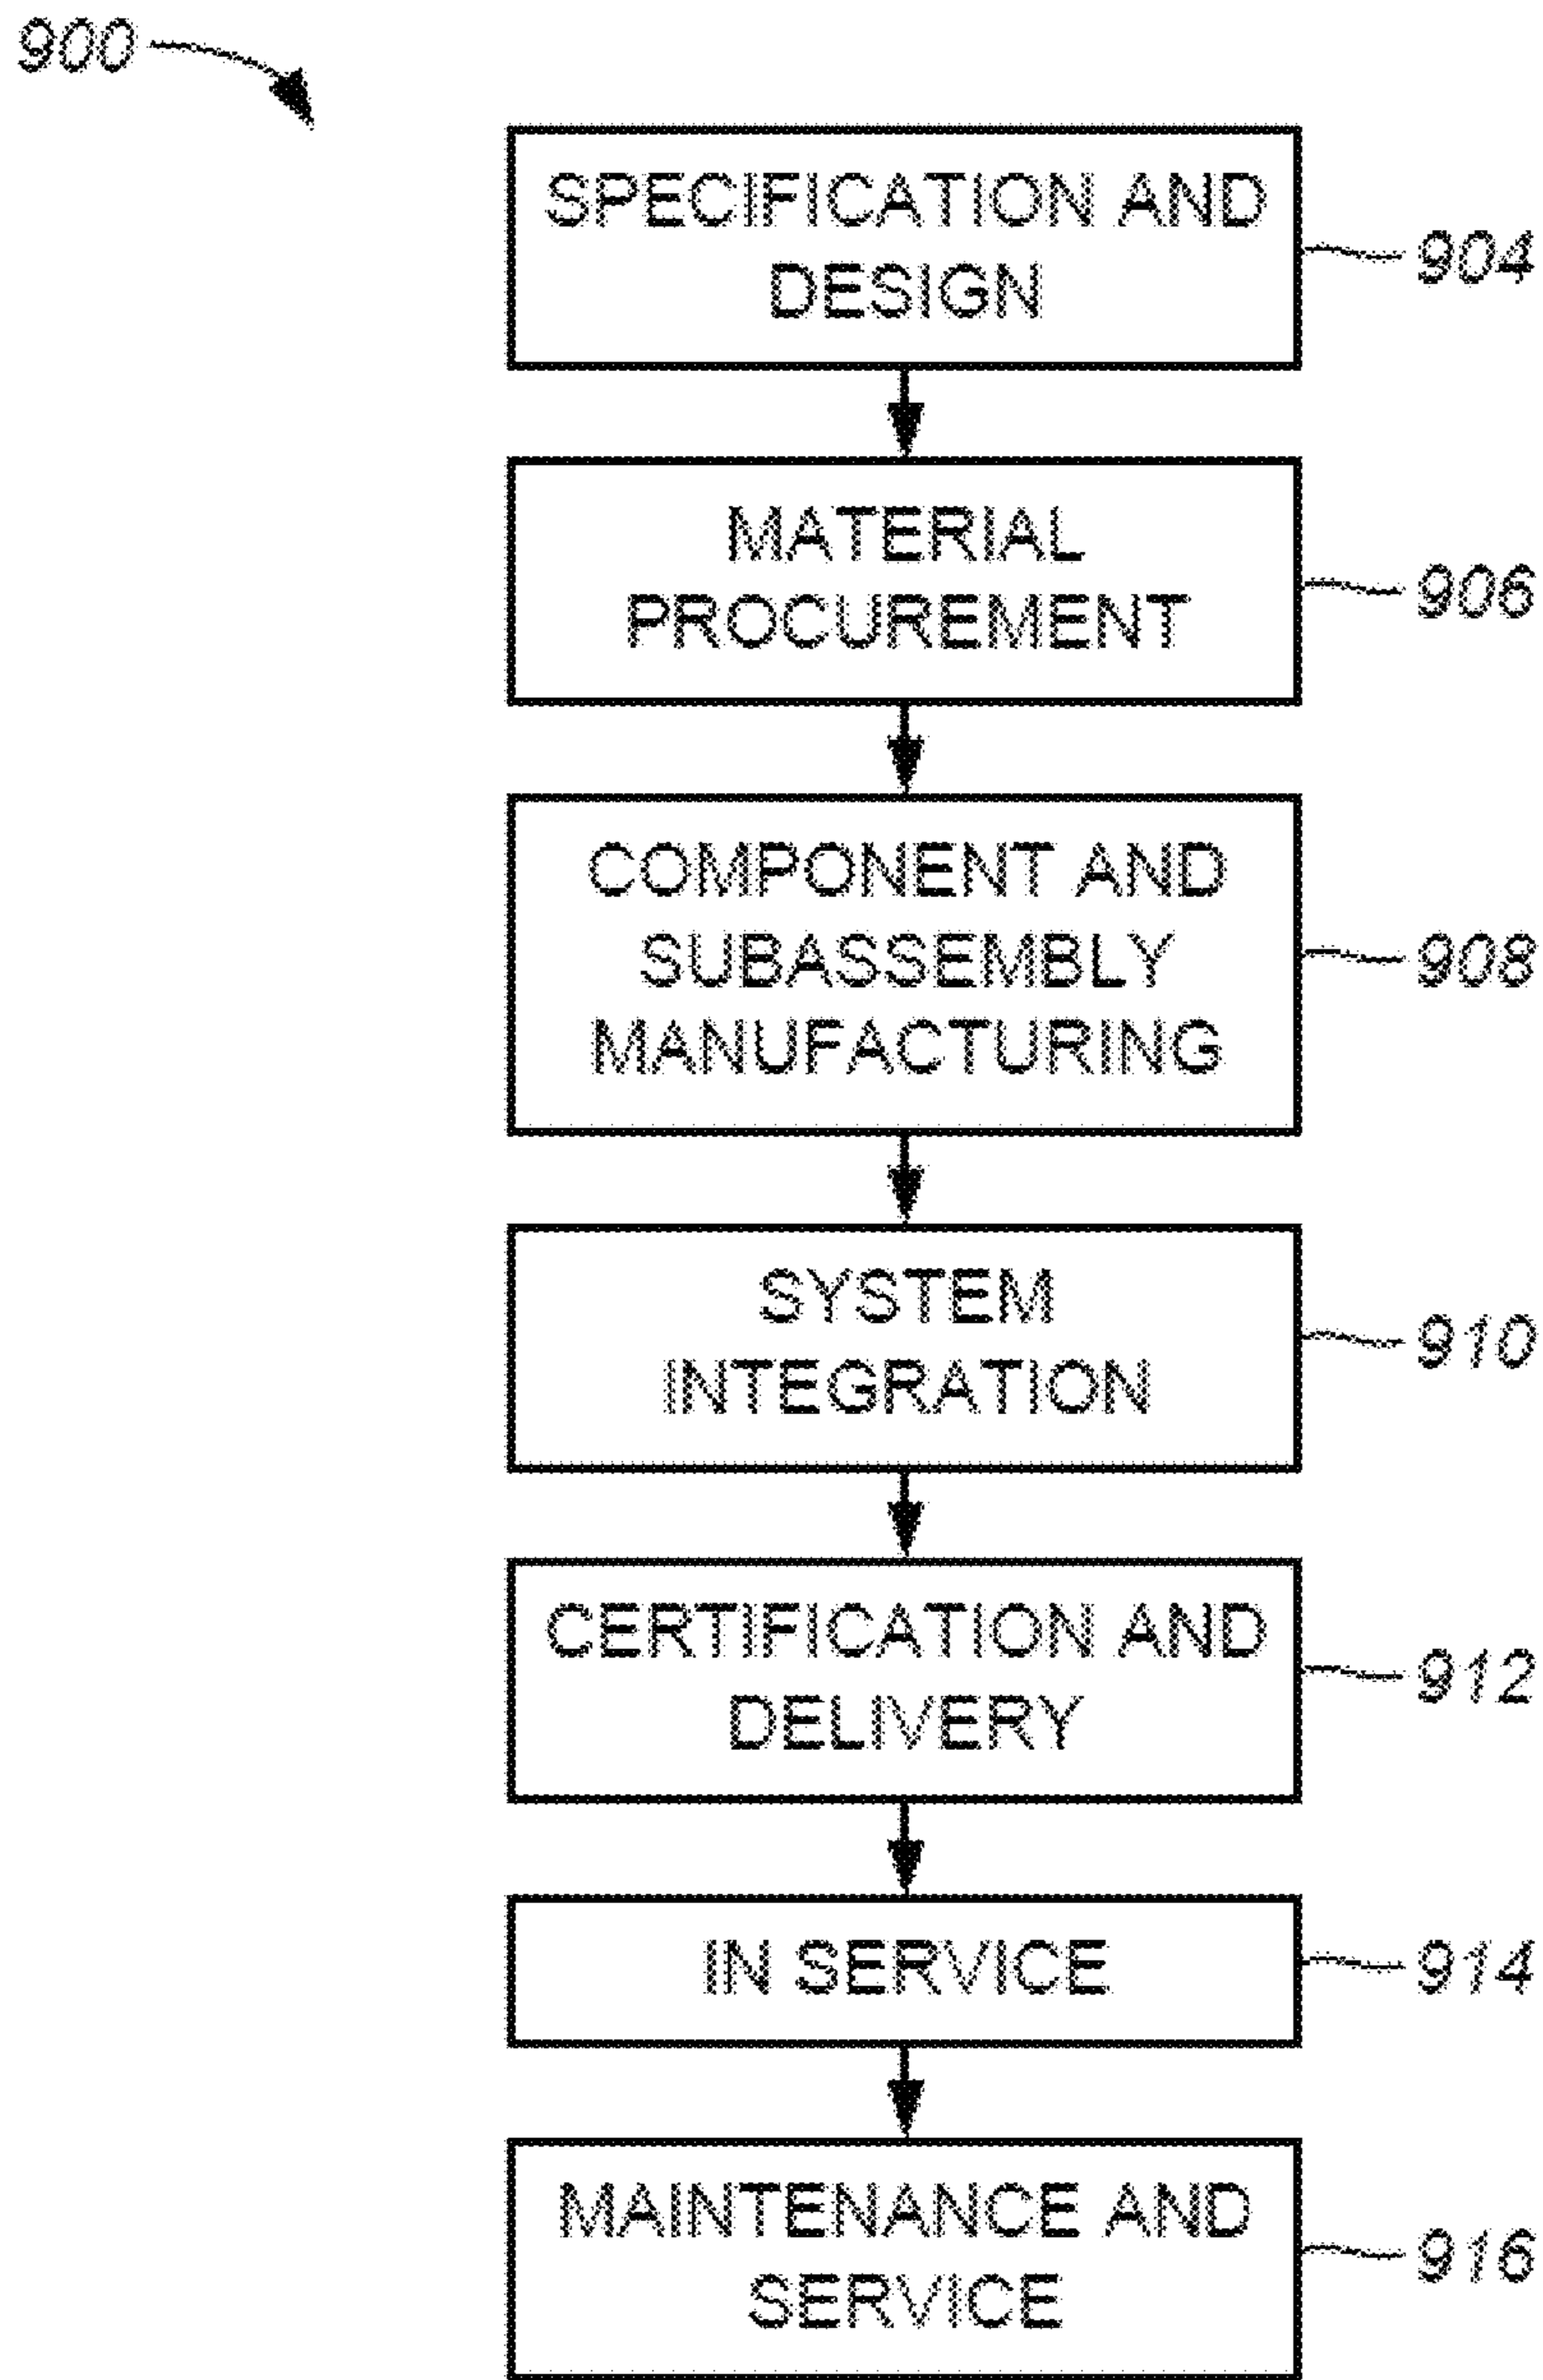 900
SPECIFICATION AND
DESIGN
904
MATERIAL
PROCUREMENT
906
COMPONENT AND
SUBASSEMBLY
MANUFACTURING
908
SYSTEM
INTEGRATION
910
CERTIFICATION AND
DELIVERY
912
IN SERVICE
914
MAINTENANCE AND
SERVICE
916